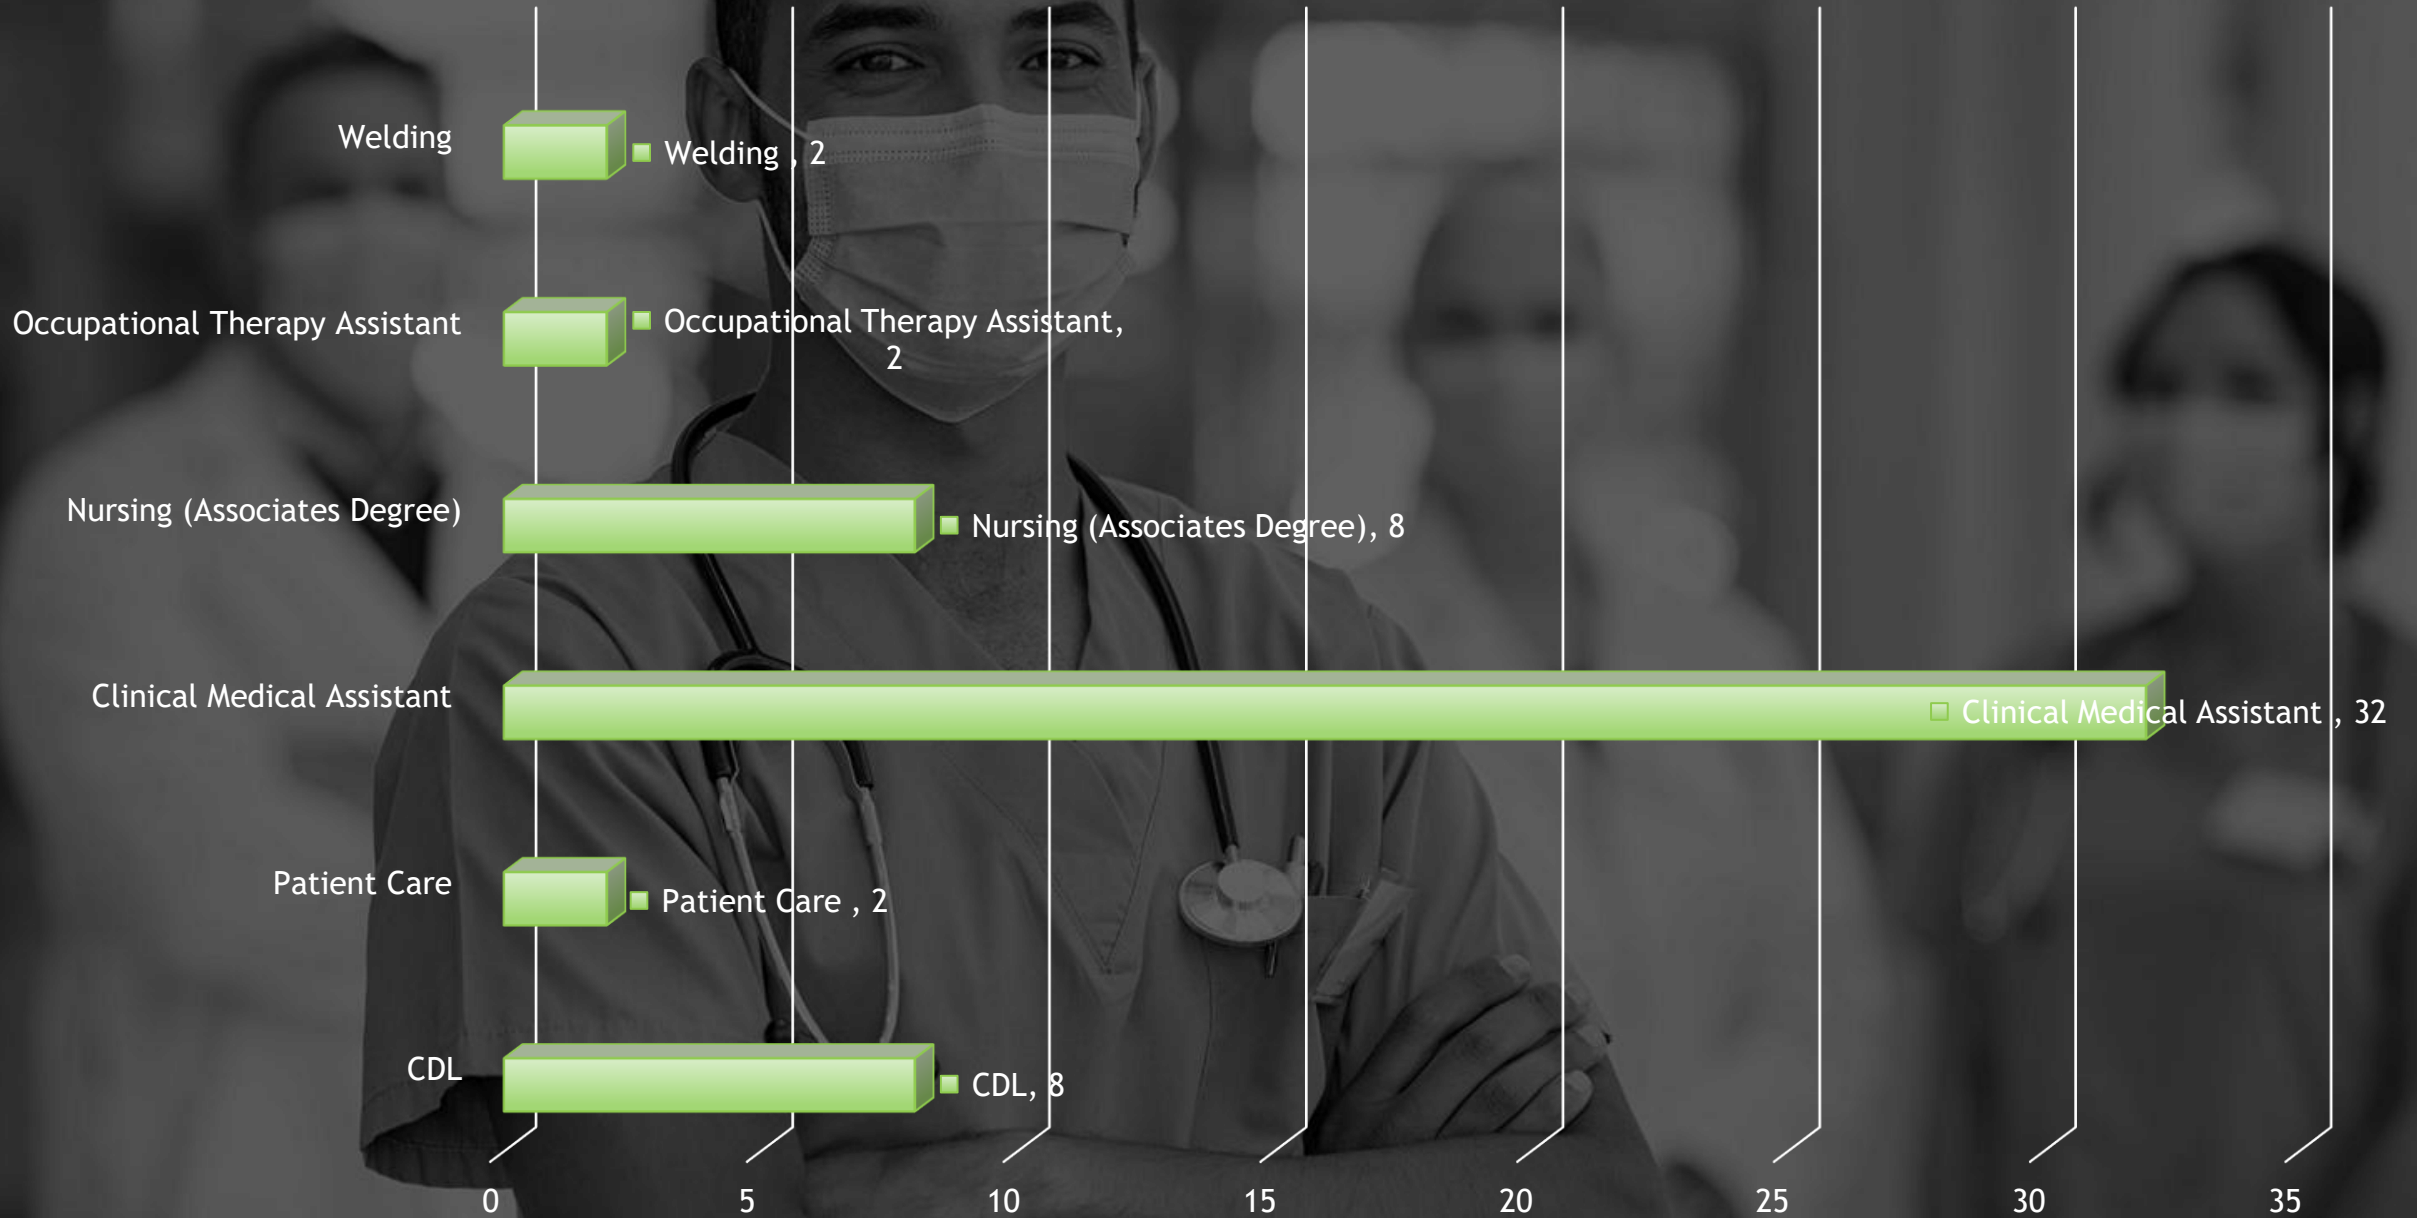 Welding
Welding , 2
Occupational Therapy Assistant
Occupational Therapy Assistant,
2
Nursing (Associates Degree)
Nursing (Associates Degree), 8
Clinical Medical Assistant
Clinical Medical Assistant , 32
Patient Care
Patient Care , 2
CDL
CDL, 8
0 5 10 15 20 25 30 35